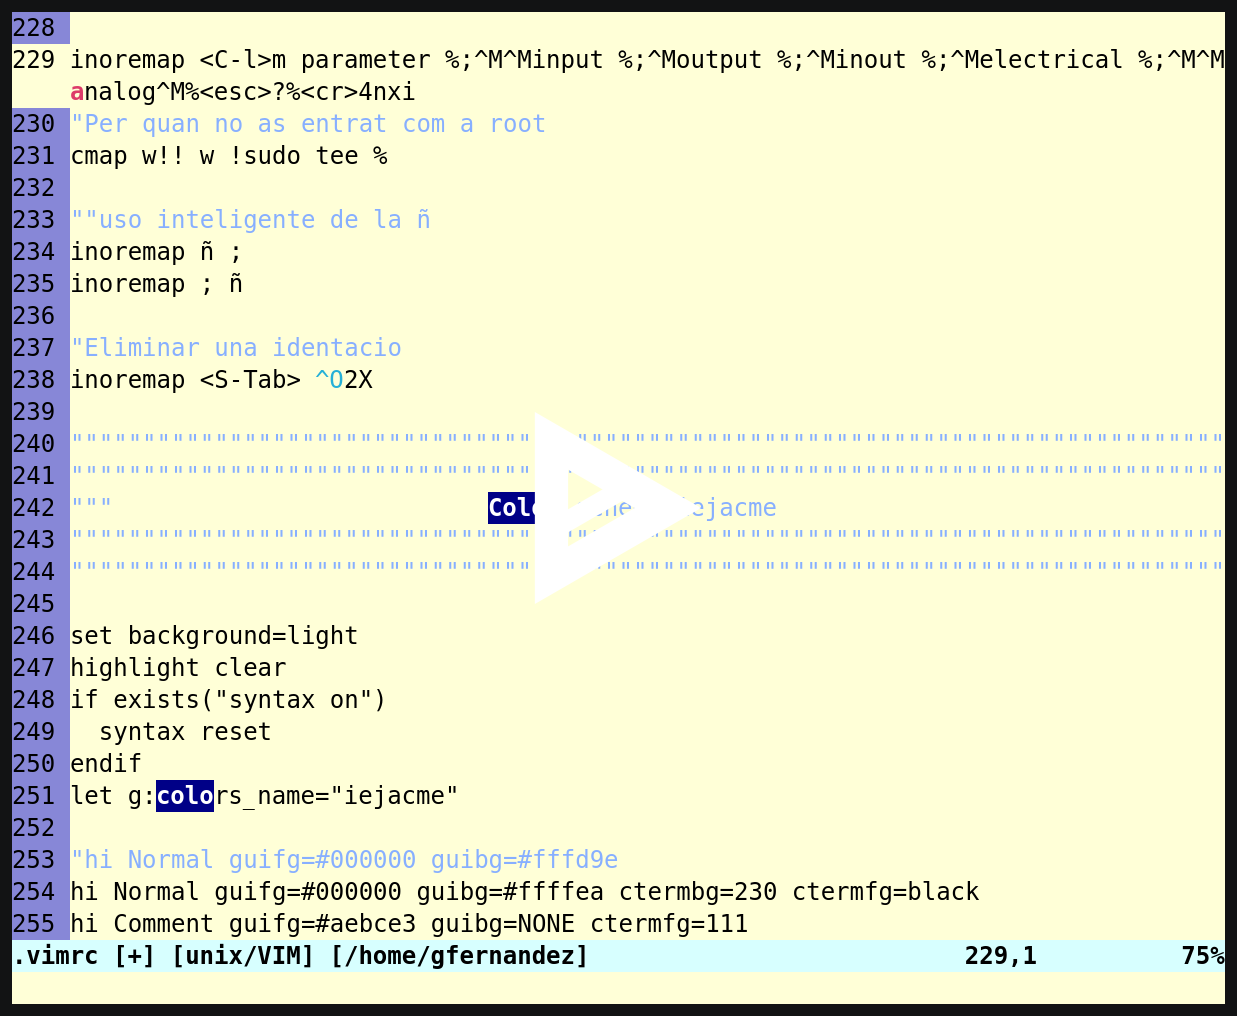 228
229 inoremap <C-l>m parameter %;^M^Minput %;^Moutput %;^Minout %;^Melectrical %;^M^M
analog^M%<esc>?%<cr>4nxi
230 "Per quan no as entrat com a root
231 cmap w!! w !sudo tee %
232
233 ""uso inteligente de la ñ
234 inoremap ñ ;
235 inoremap ; ñ
236
237 "Eliminar una identacio
238 inoremap <S-Tab> ^O2X
239
240 """"""""""""""""""""""""""""""""""""""""""""""""""""""""""""""""""""""""""""""""
241 """"""""""""""""""""""""""""""""""""""""""""""""""""""""""""""""""""""""""""""""
242 """ Colo
243 """"""""""""""""""""""""""""""""""""""""""""""""""""""""""""""""""""""""""""""""
244 """"""""""""""""""""""""""""""""""""""""""""""""""""""""""""""""""""""""""""""""
245
246 set background=light
247 highlight clear
248 if exists("syntax on")
249   syntax reset
250 endif
251 let g:colors_name="iejacme"
252
253 "hi Normal guifg=#000000 guibg=#fffd9e
254 hi Normal guifg=#000000 guibg=#ffffea ctermbg=230 ctermfg=black
255 hi Comment guifg=#aebce3 guibg=NONE ctermfg=111
.vimrc [+] [unix/VIM] [/home/gfernandez] 229,1 75%